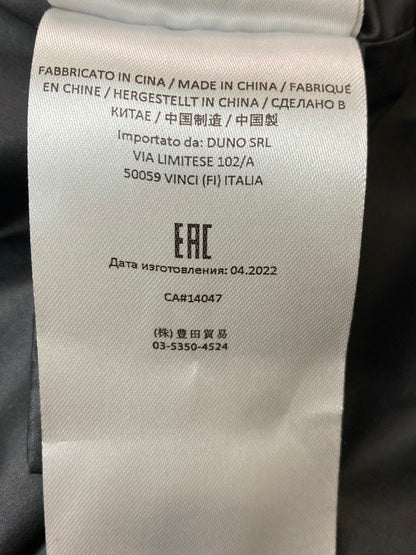 FABBRICATO IN CINA / MADE IN CHINA / FABRIQUÉ
EN CHINE / HERGESTELLT IN CHINA / СДЕЛАНО В
КИТАЕ / 中国制造 / 中国製
Importato da: DUNO SRL
VIA LIMITESE 102/A
50059 VINCI (FI) ITALIA
EAC
Дата изготовления: 04.2022
CA#14047
(株) 豊田貿易
03-5350-4524